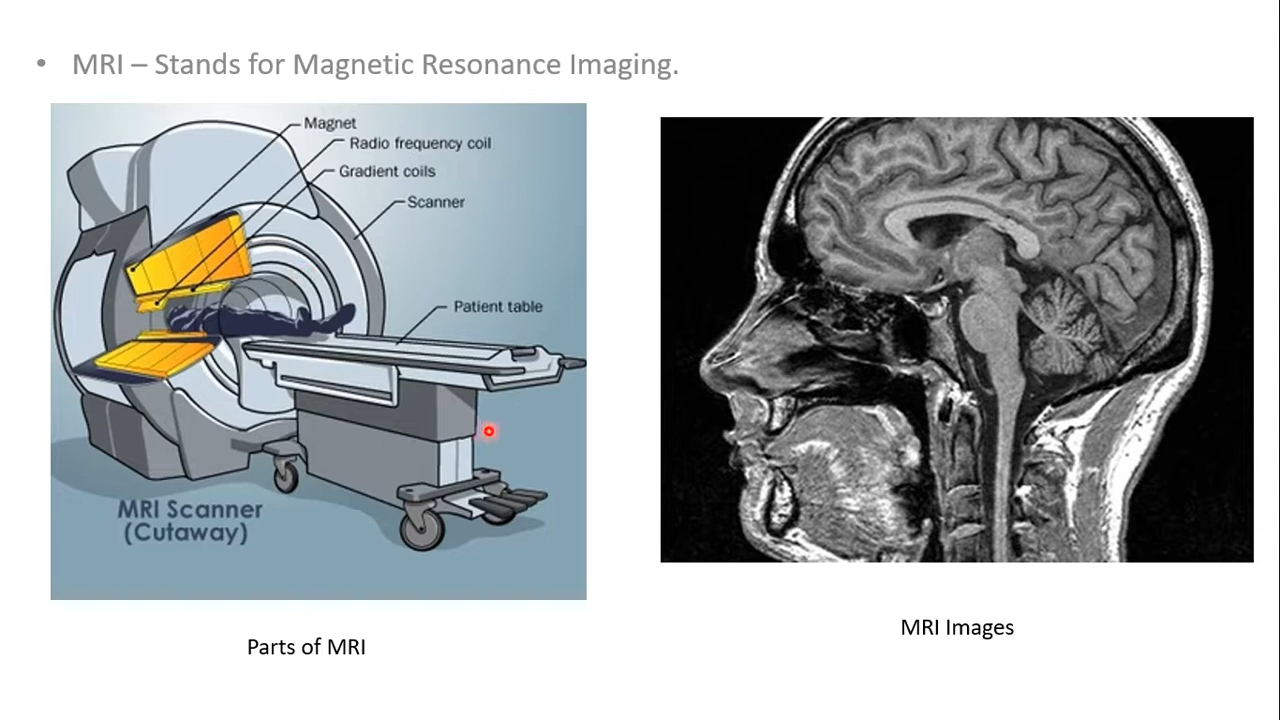 • MRI – Stands for Magnetic Resonance Imaging.
Magnet
Radio frequency coil
Gradient coils
Scanner
Patient table
MRI Scanner
(Cutaway)
Parts of MRI
MRI Images